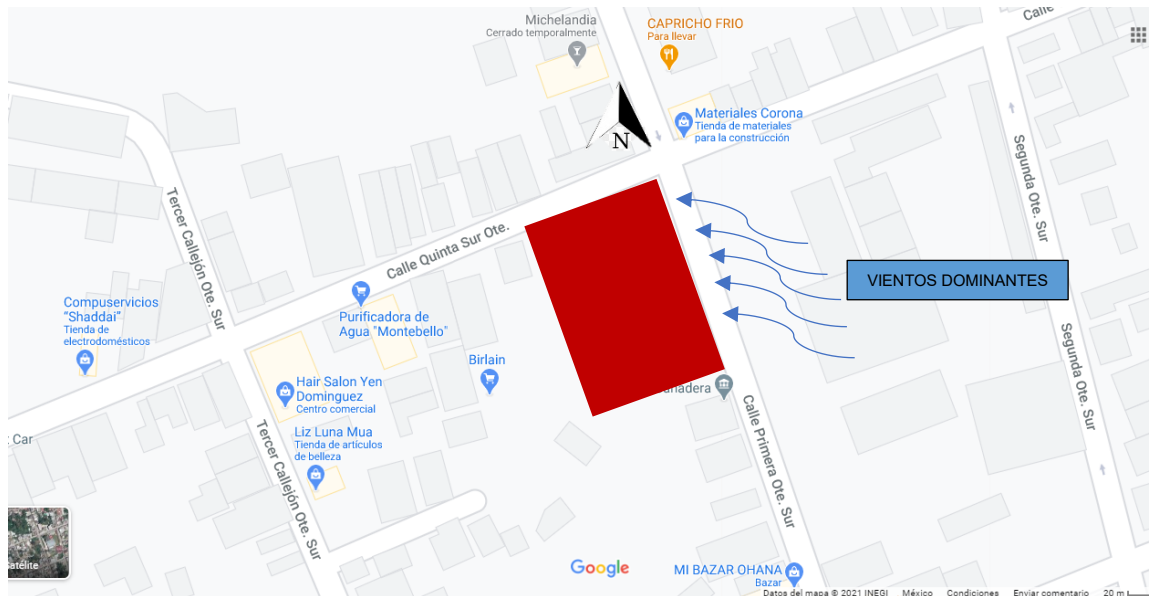 Michelandia
Cerrado temporalmente
CAPRICHO FRIO
Para llevar
Calle
Materiales Corona
Tienda de materiales
para la construcción
N
Segunda Ote. Sur
Tercer Callejón Ote. Sur
Calle Quinta Sur Ote.
VIENTOS DOMINANTES
Compuservicios
"Shaddai"
Tienda de
electrodomésticos
Purificadora de
Agua "Montebello"
Birlain
Hair Salon Yen
Dominguez
Centro comercial
Segunda Ote. Sur
Calle Primera Ote. Sur
Car
Liz Luna Mua
Tienda de artículos
de belleza
Tercer Callejón Ote. Sur
Google
MI BAZAR OHANA
Bazar
Datos del mapa © 2021 INEGI México Condiciones Enviar comentario 20 m